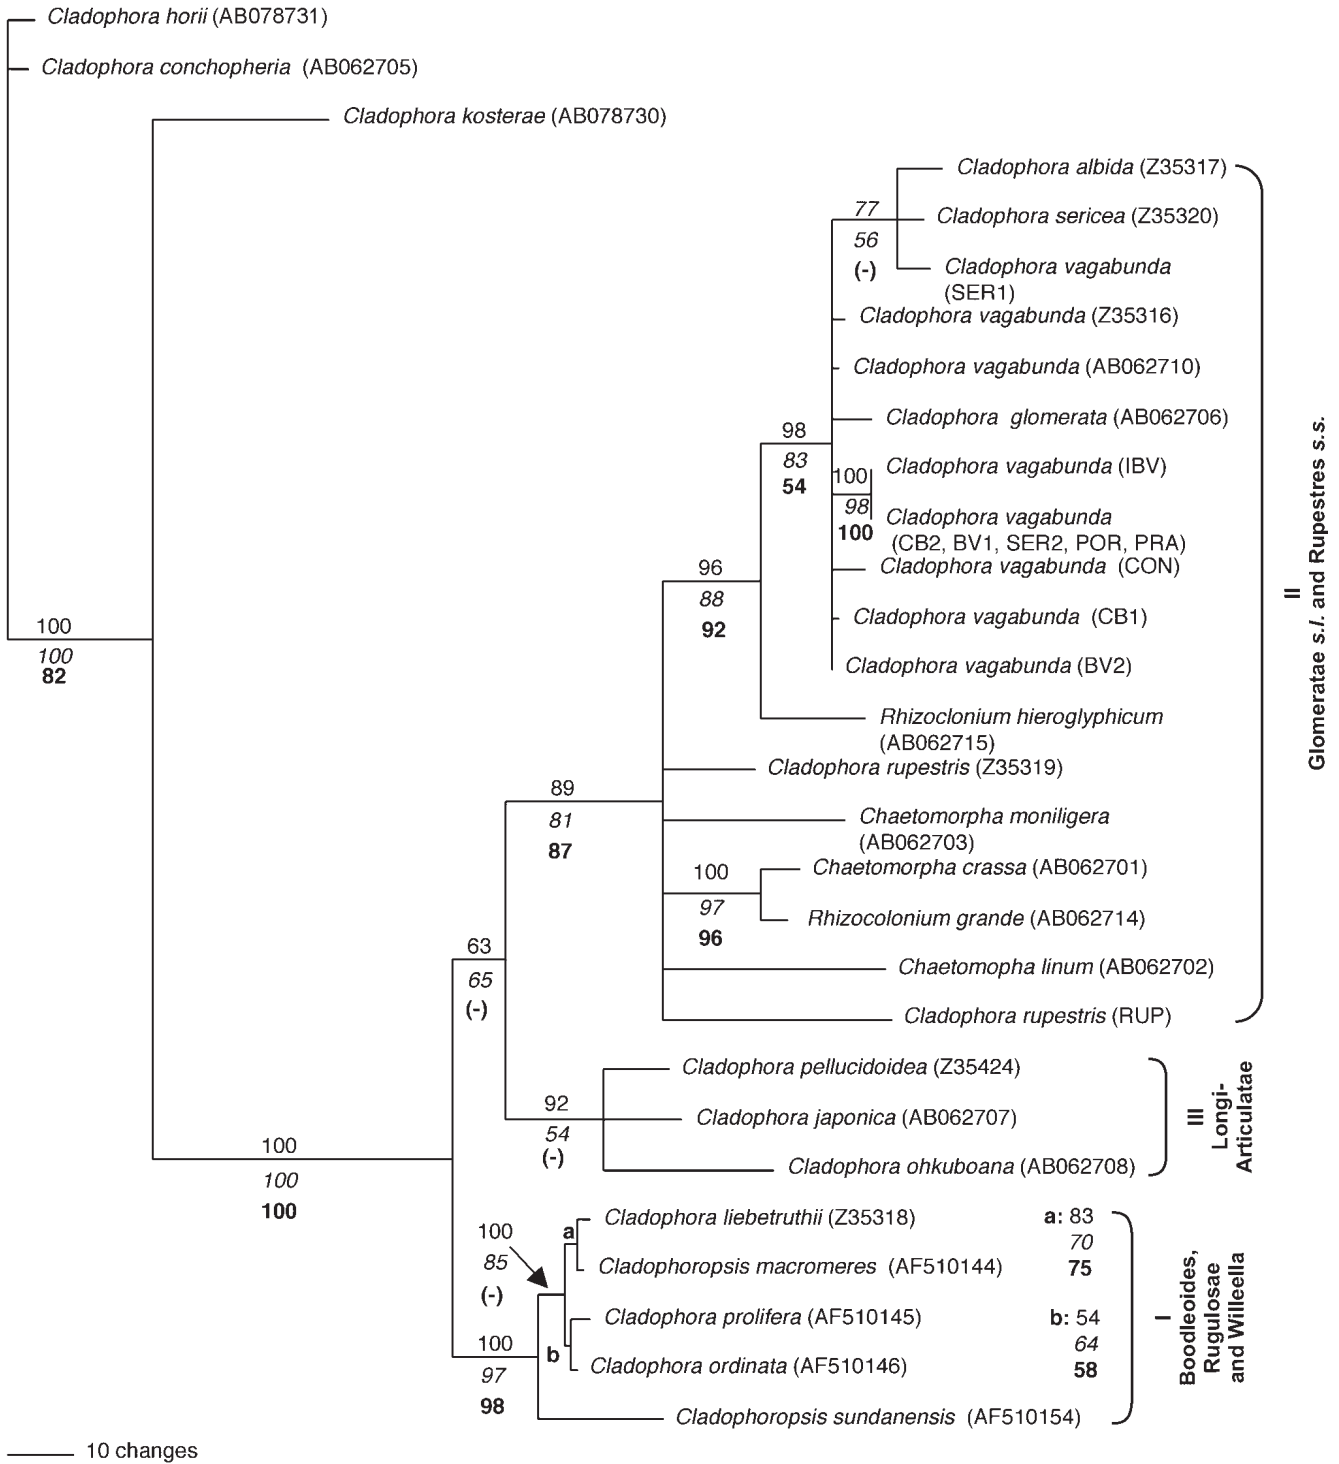 Cladophora horii (AB078731)
Cladophora conchopheria (AB062705)
Cladophora kosterae (AB078730)
Cladophora albida (Z35317)
77
Cladophora sericea (Z35320)
56
(-)
Cladophora vagabunda
(SER1)
Cladophora vagabunda (Z35316)
Cladophora vagabunda (AB062710)
Cladophora glomerata (AB062706)
98
83
54
Cladophora vagabunda (IBV)
100
98
100
Cladophora vagabunda
(CB2, BV1, SER2, POR, PRA)
Cladophora vagabunda (CON)
96
88
92
Cladophora vagabunda (CB1)
Cladophora vagabunda (BV2)
100
100
82
Rhizoclonium hieroglyphicum
(AB062715)
Cladophora rupestris (Z35319)
89
81
87
Chaetomorpha moniligera
(AB062703)
Chaetomorpha crassa (AB062701)
100
97
96
Rhizocolonium grande (AB062714)
63
65
(-)
Chaetomopha linum (AB062702)
Cladophora rupestris (RUP)
II
Glomeratae s.l. and Rupestres s.s.
Cladophora pellucidoidea (Z35424)
92
54
(-)
Cladophora japonica (AB062707)
Cladophora ohkuboana (AB062708)
III
Longi-
Articulatae
100
100
100
Cladophora liebetruthii (Z35318)
a
100
85
(-)
Cladophoropsis macromeres (AF510144)
a: 83
70
75
Cladophora prolifera (AF510145)
b
b: 54
64
58
100
97
98
Cladophora ordinata (AF510146)
Cladophoropsis sundanensis (AF510154)
I
Boodleoides,
Rugulosae
and Willeella
10 changes